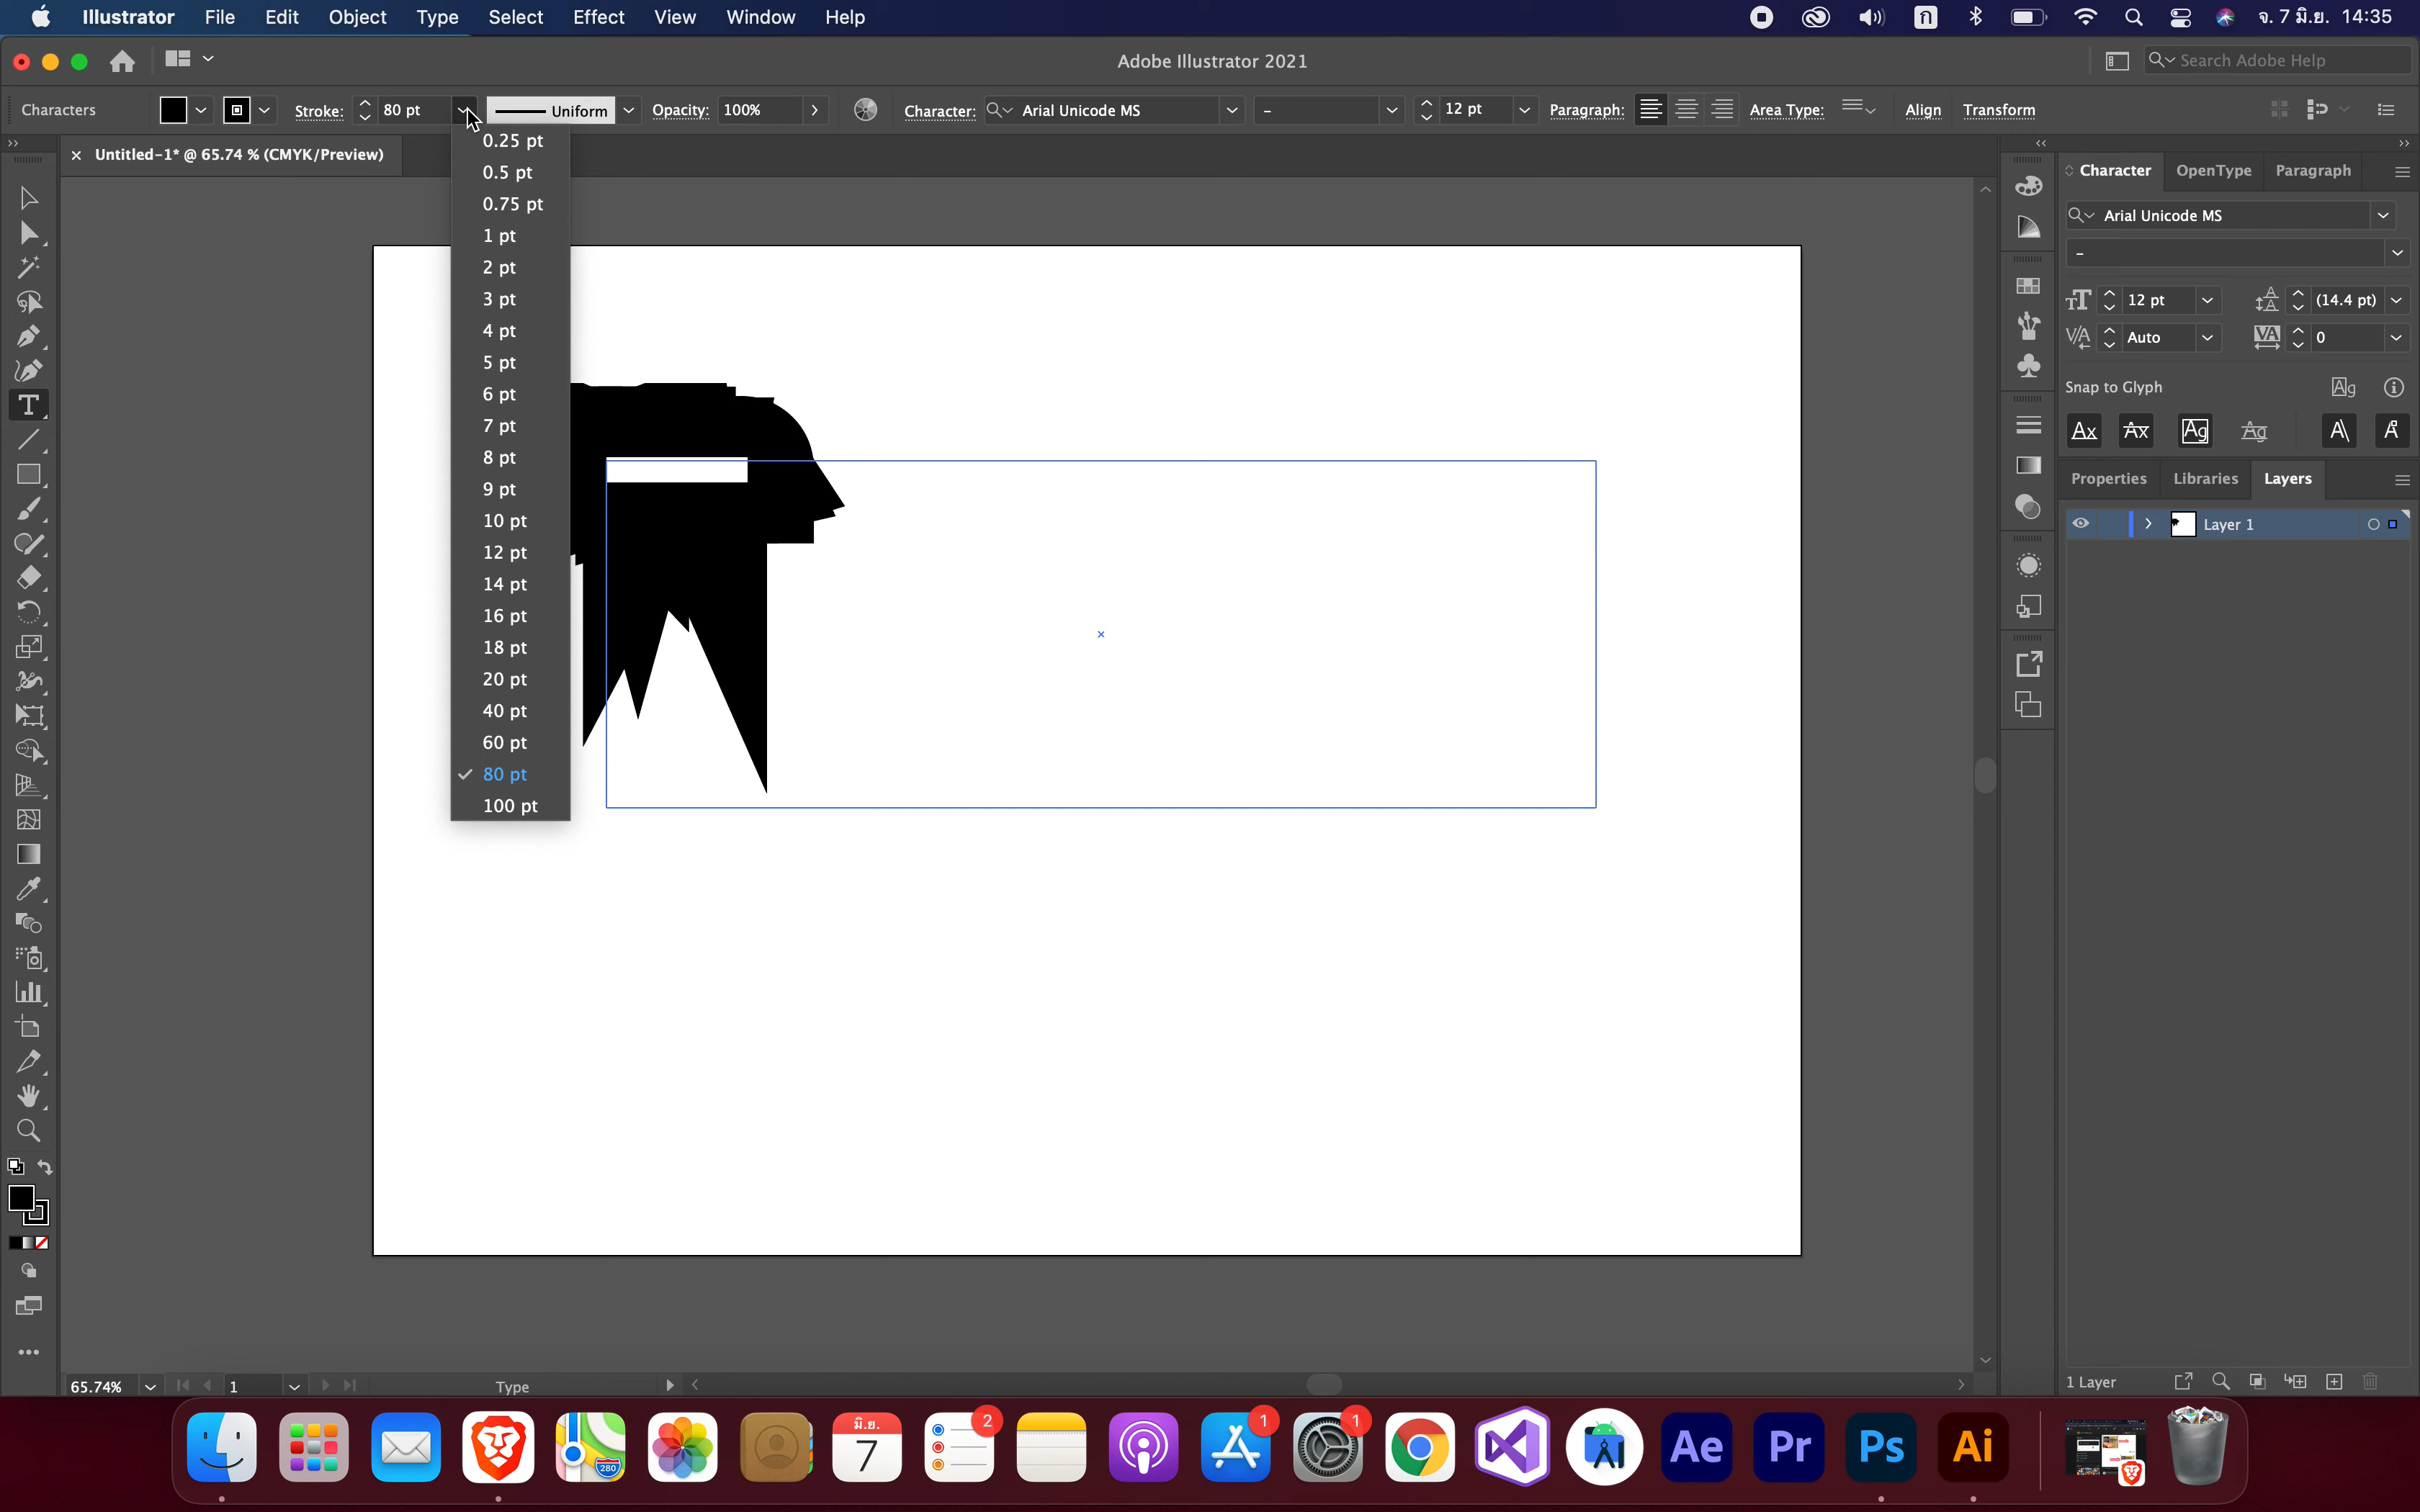 Illustrator File Edit Object Type Select Effect View Window Help ก จ. 7 มิ.ย. 14:35
Adobe Illustrator 2021 Search Adobe Help
Characters Stroke: 80 pt Uniform Opacity: 100% Character: Arial Unicode MS - 12 pt Paragraph: Area Type: Align Transform
× Untitled-1* @ 65.74 % (CMYK/Preview)
0.25 pt
0.5 pt
0.75 pt
1 pt
2 pt
3 pt
4 pt
5 pt
6 pt
7 pt
8 pt
9 pt
10 pt
12 pt
14 pt
16 pt
18 pt
20 pt
40 pt
60 pt
80 pt
100 pt
Character OpenType Paragraph
Arial Unicode MS
-
12 pt (14.4 pt)
Auto 0
Snap to Glyph
Properties Libraries Layers
Layer 1
1 Layer
65.74% 1 Type
มิ.ย.
7
2
1
1
280
Ae
Pr
Ps
Ai